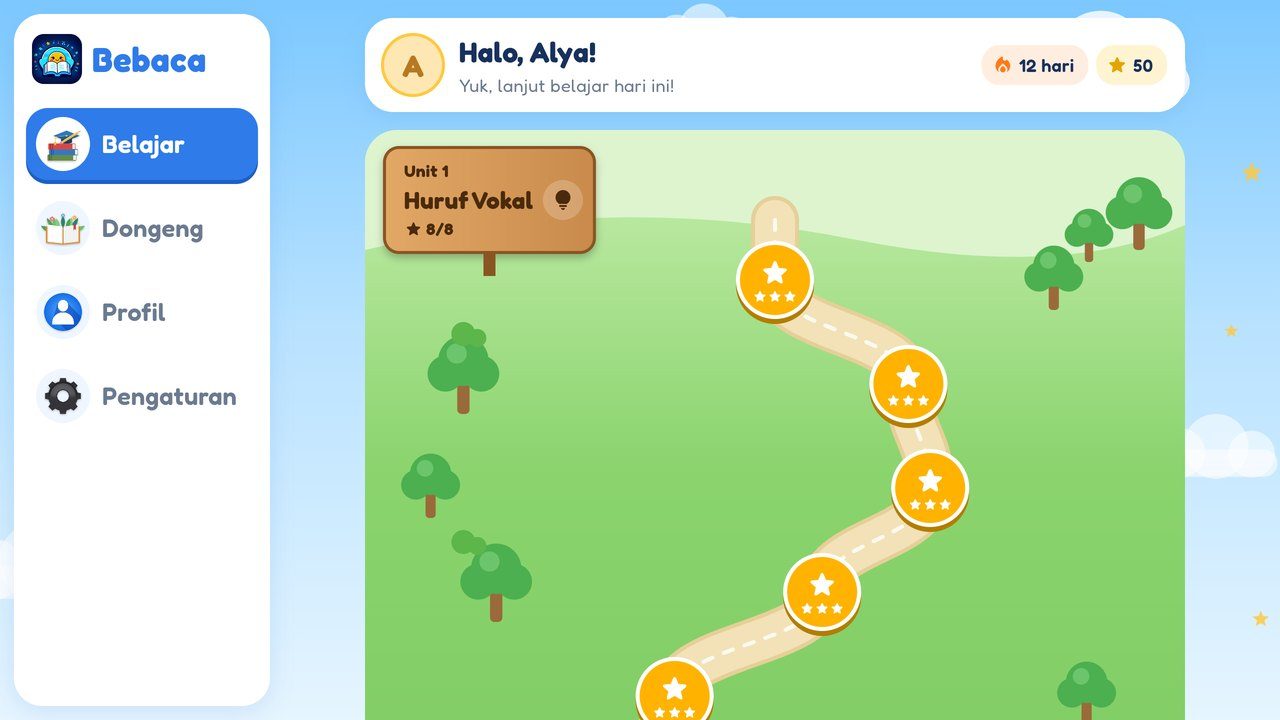 Bebaca
Belajar
Dongeng
Profil
Pengaturan
A
Halo, Alya!
Yuk, lanjut belajar hari ini!
12 hari
50
Unit 1
Huruf Vokal
8/8